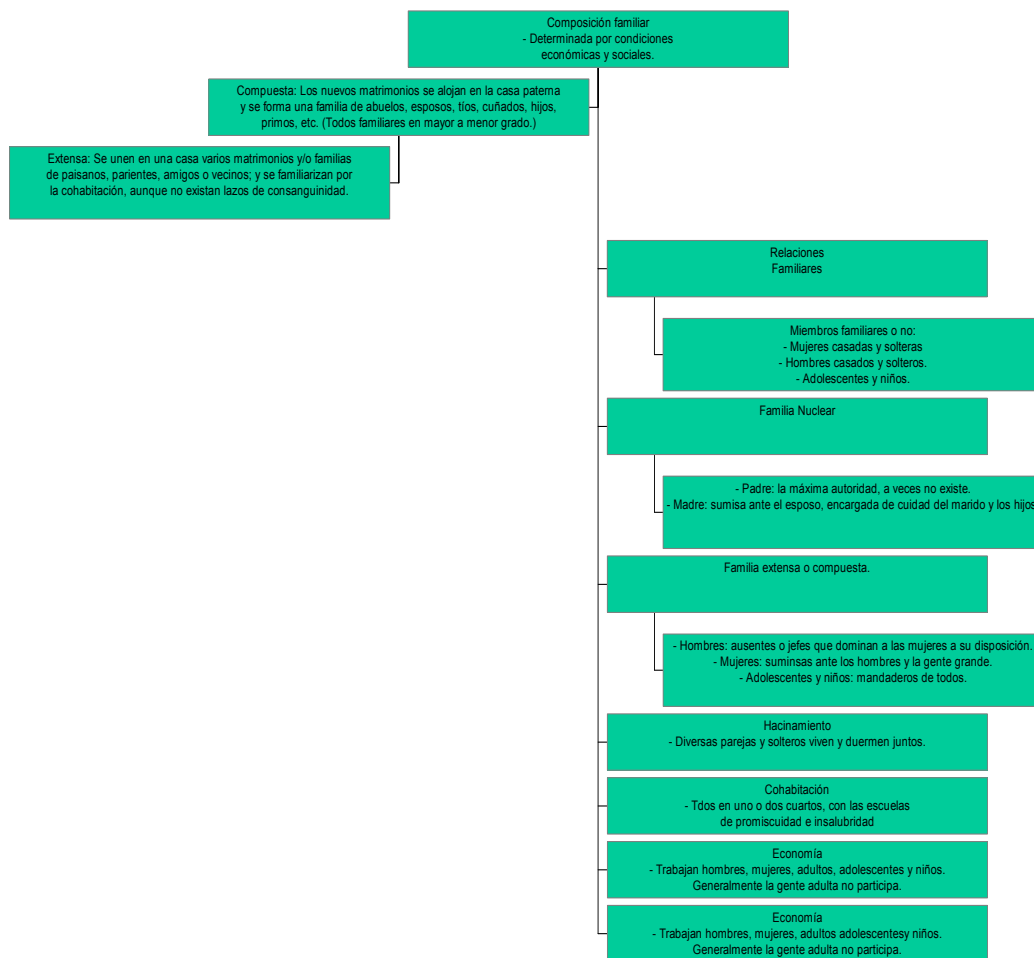 Composición familiar
- Determinada por condiciones
económicas y sociales.
Compuesta: Los nuevos matrimonios se alojan en la casa paterna
y se forma una familia de abuelos, esposos, tíos, cuñados, hijos,
primos, etc. (Todos familiares en mayor a menor grado.)
Extensa: Se unen en una casa varios matrimonios y/o familias
de paisanos, parientes, amigos o vecinos; y se familiarizan por
la cohabitación, aunque no existan lazos de consanguinidad.
Relaciones
Familiares
Miembros familiares o no:
- Mujeres casadas y solteras
- Hombres casados y solteros.
- Adolescentes y niños.
Familia Nuclear
- Padre: la máxima autoridad, a veces no existe.
- Madre: sumisa ante el esposo, encargada de cuidad del marido y los hijos
Familia extensa o compuesta.
- Hombres: ausentes o jefes que dominan a las mujeres a su disposición.
- Mujeres: suminsas ante los hombres y la gente grande.
- Adolescentes y niños: mandaderos de todos.
Hacinamiento
- Diversas parejas y solteros viven y duermen juntos.
Cohabitación
- Tdos en uno o dos cuartos, con las escuelas
de promiscuidad e insalubridad
Economía
- Trabajan hombres, mujeres, adultos, adolescentes y niños.
Generalmente la gente adulta no participa.
Economía
- Trabajan hombres, mujeres, adultos adolescentesy niños.
Generalmente la gente adulta no participa.